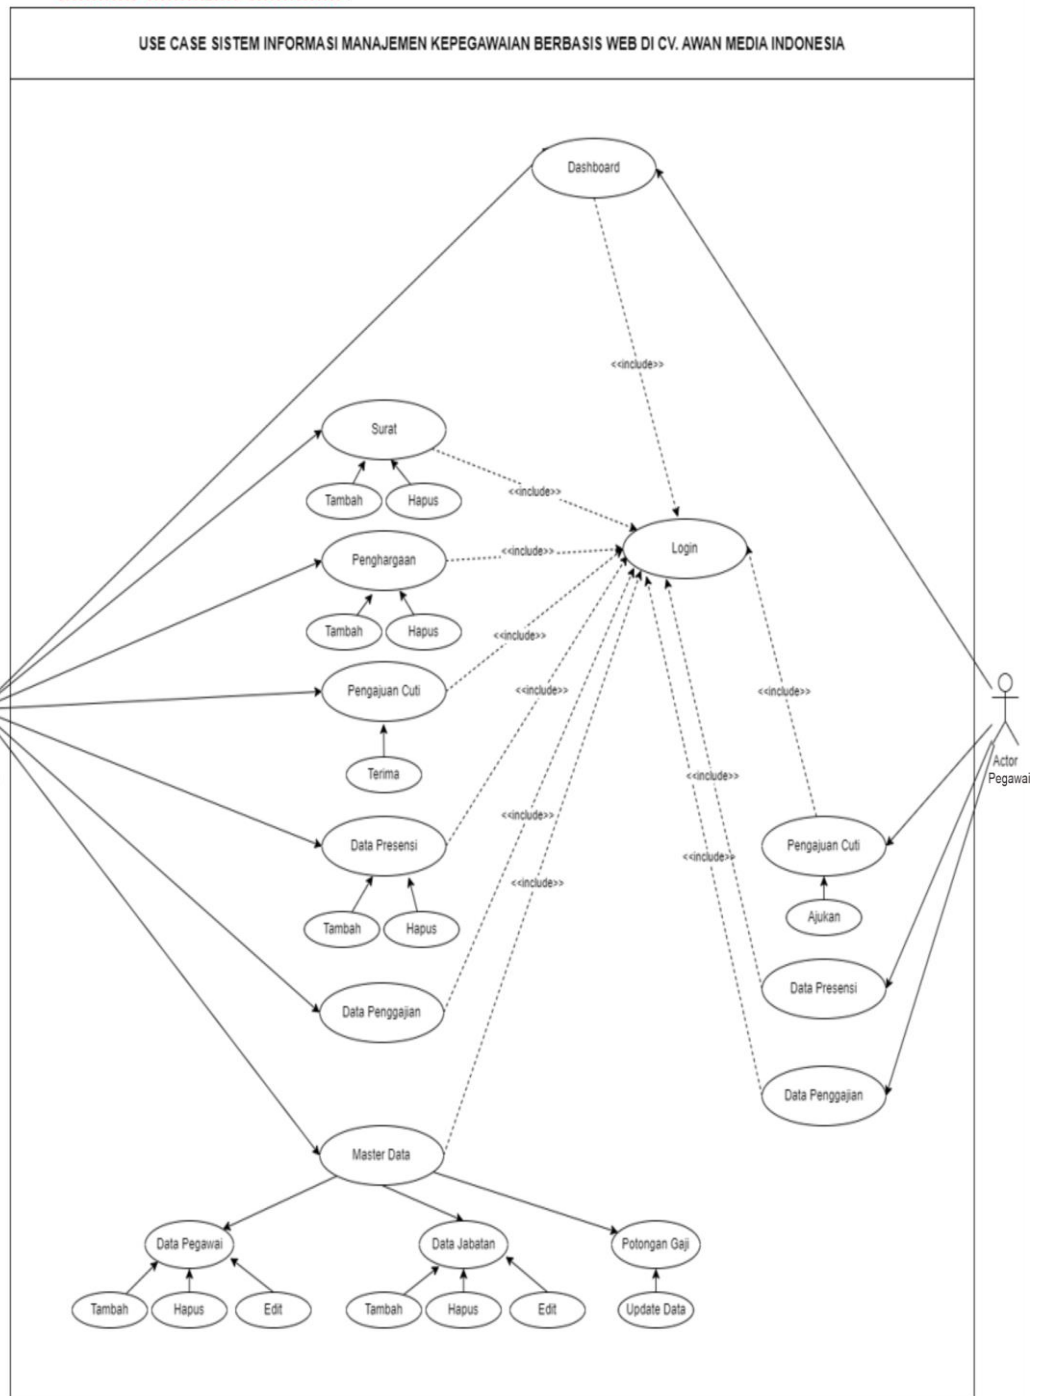 USE CASE SISTEM INFORMASI MANAJEMEN KEPEGAWAIAN BERBASIS WEB DI CV. AWAN MEDIA INDONESIA
Dashboard
<<include>>
Surat
<<include>>
Tambah
Hapus
Login
Penghargaan
<<include>>
Tambah
Hapus
<<include>>
Pengajuan Cuti
<<include>>
<<include>>
Terima
Actor
Pegawai
<<include>>
<<include>>
Data Presensi
Pengajuan Cuti
<<include>>
<<include>>
Tambah
Hapus
Ajukan
Data Presensi
Data Penggajian
Data Penggajian
Master Data
Data Pegawai
Data Jabatan
Potongan Gaji
Tambah
Hapus
Edit
Tambah
Hapus
Edit
Update Data